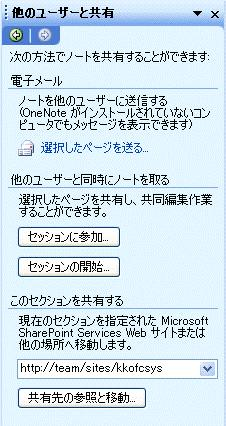 他のユーザーと共有
次の方法でノートを共有することができます:
電子メール
ノートを他のユーザーに送信する
(OneNote がインストールされていないコン
ピュータでもメッセージを表示できます)
選択したページを送る...
他のユーザーと同時にノートを取る
選択したページを共有し、共同編集作業
することができます。
セッションに参加...
セッションの開始...
このセクションを共有する
現在のセクションを指定された Microsoft
SharePoint Services Web サイトまたは
他の場所へ移動します。
http://team/sites/kkofcsys
共有先の参照と移動...